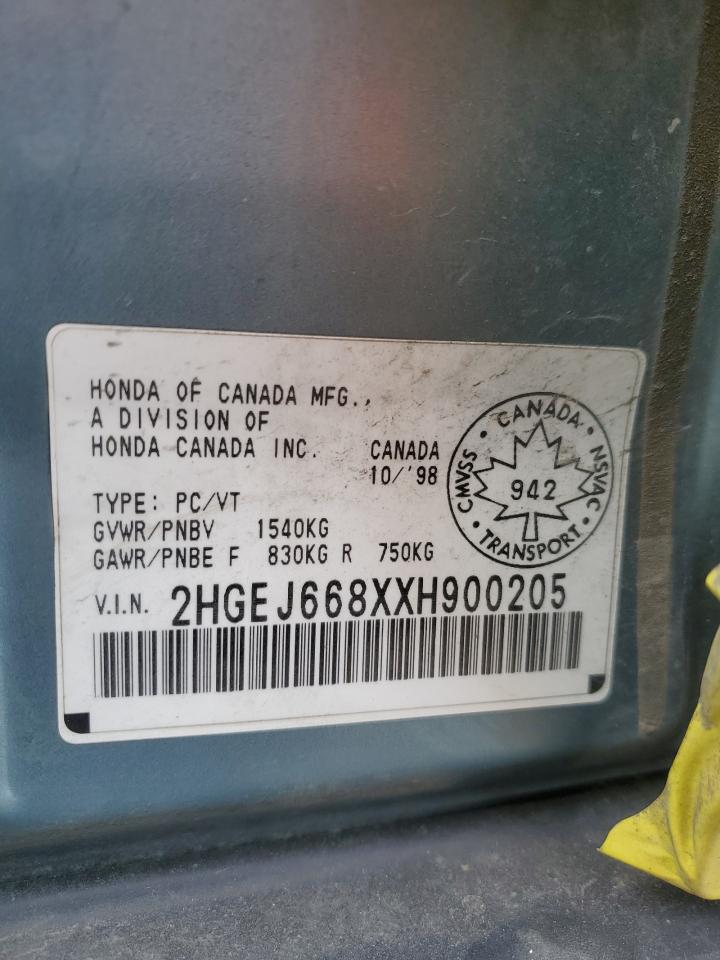 HONDA OF CANADA MFG.,
A DIVISION OF
HONDA CANADA INC. CANADA
10/'98
TYPE: PC/VT
GVWR/PNBV 1540KG
GAWR/PNBE F 830KG R 750KG
V.I.N. 2HGEJ668XXH900205
CANADA · NSVAC · TRANSPORT · CMVSS ·
942